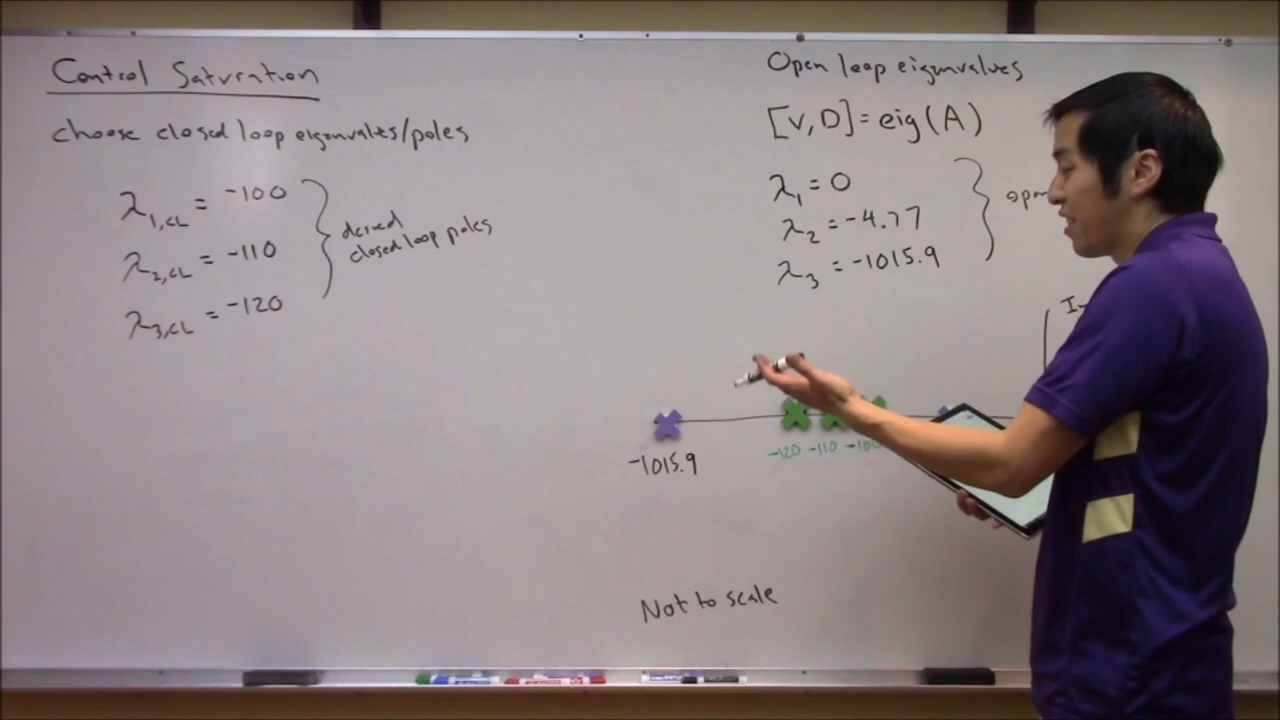 Control Saturation
choose closed loop eigenvalues/poles
λ1,CL = -100
λ2,CL = -110
λ3,CL = -120
desired
closed loop poles
Open loop eigenvalues
[v,D]=eig(A)
λ1 = 0
λ2 = -4.77
λ3 = -1015.9
-1015.9
-120 -110 -100
Not to scale